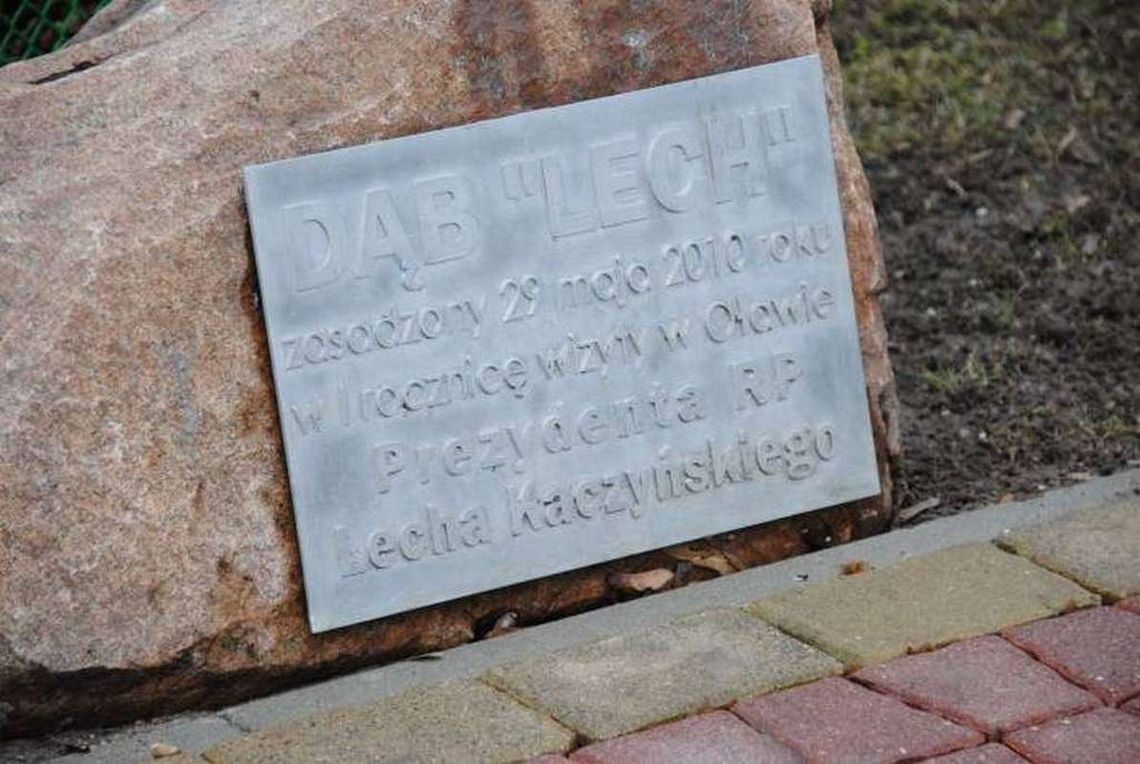 DĄB "LECH"
zasadzony 29 maja 2010 roku
w I rocznicę wizyty w Oławie
Prezydenta RP
Lecha Kaczyńskiego